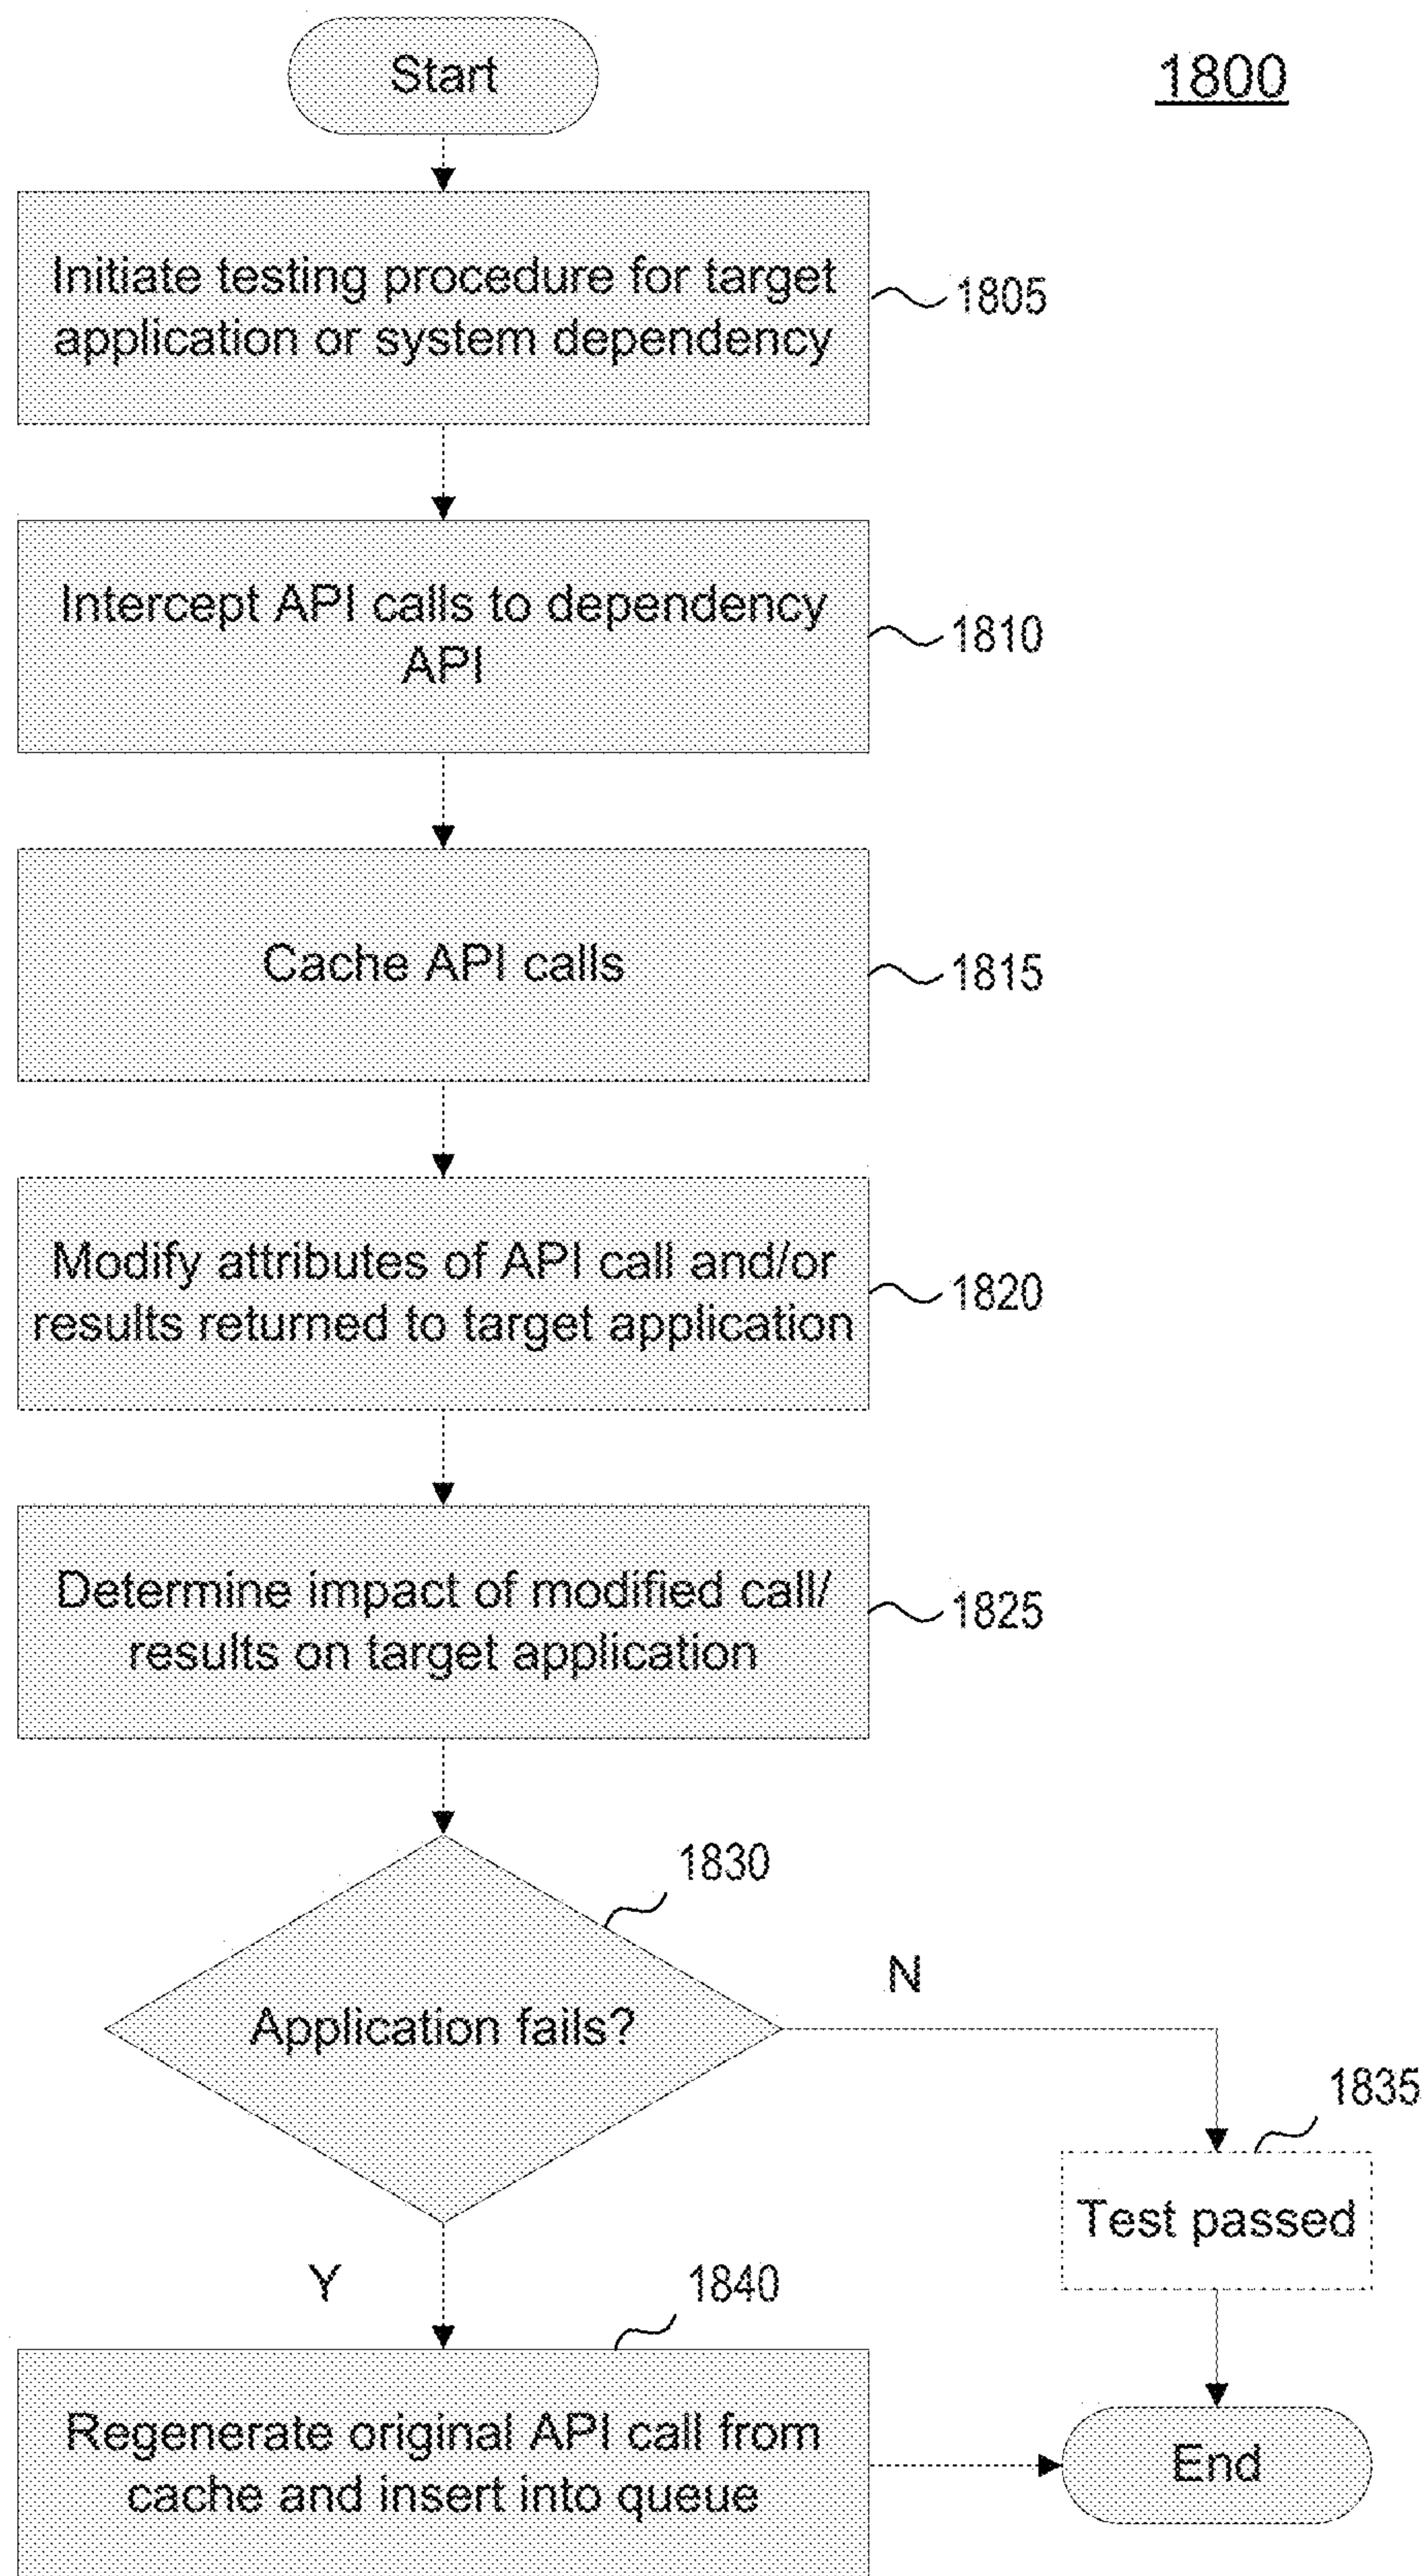 Start
1800
Initiate testing procedure for target
application or system dependency
1805
Intercept API calls to dependency
API
1810
Cache API calls
1815
Modify attributes of API call and/or
results returned to target application
1820
Determine impact of modified call/
results on target application
1825
1830
Application fails?
N
1835
Test passed
Y
1840
Regenerate original API call from
cache and insert into queue
End